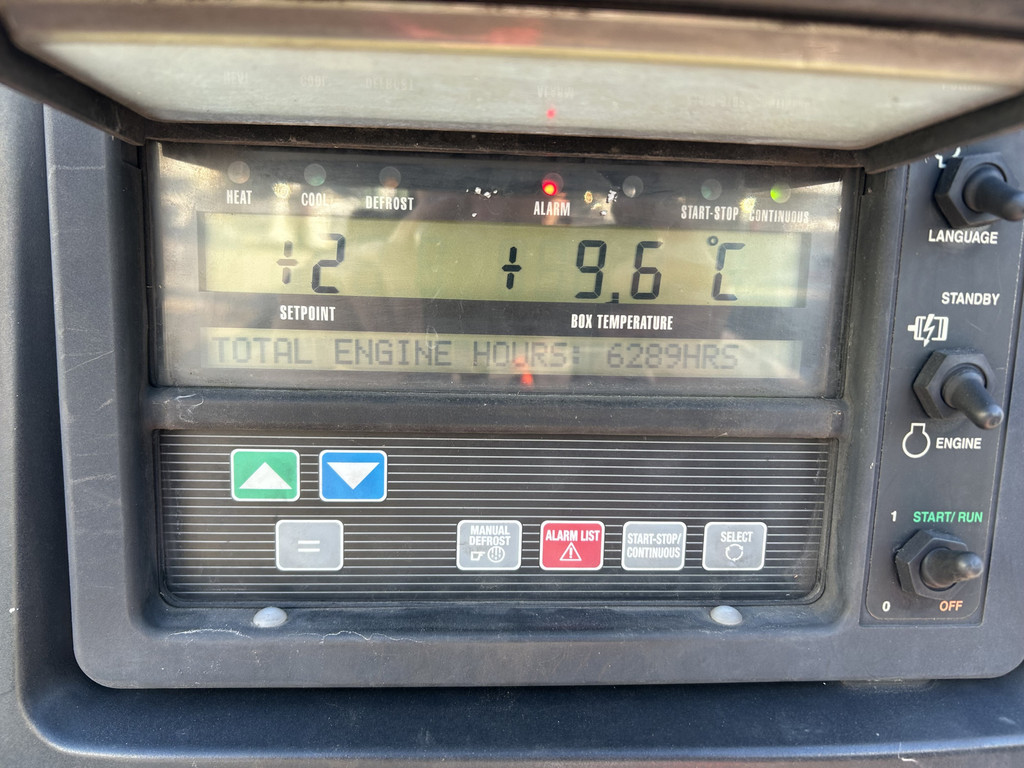 HEAT COOL DEFROST ALARM START-STOP CONTINUOUS
+2 + 9.6 °C
SETPOINT BOX TEMPERATURE
TOTAL ENGINE HOURS: 6289HRS
LANGUAGE
STANDBY
ENGINE
1 START/RUN
0 OFF
=
MANUAL DEFROST
ALARM LIST
START-STOP/ CONTINUOUS
SELECT